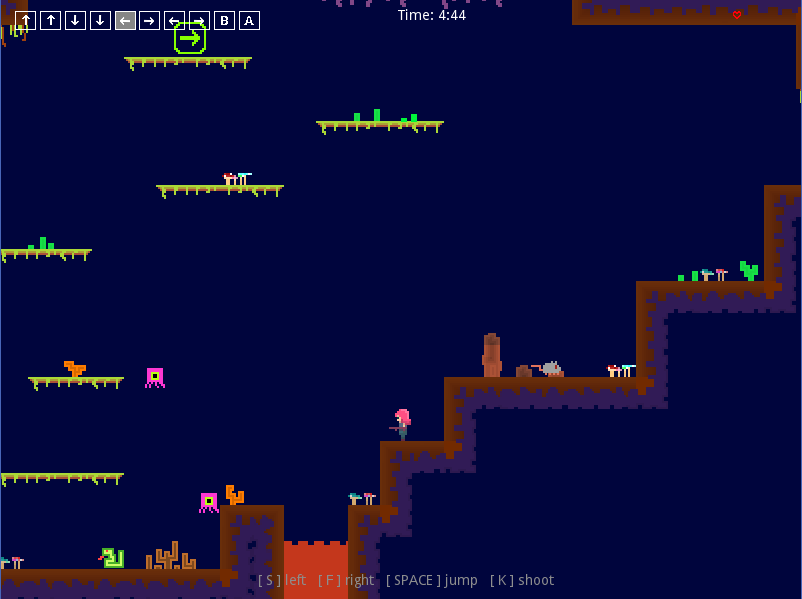 ↑ ↑ ↓ ↓ ← → ← → B A
Time: 4:44
[ S ] left [ F ] right [ SPACE ] jump [ K ] shoot